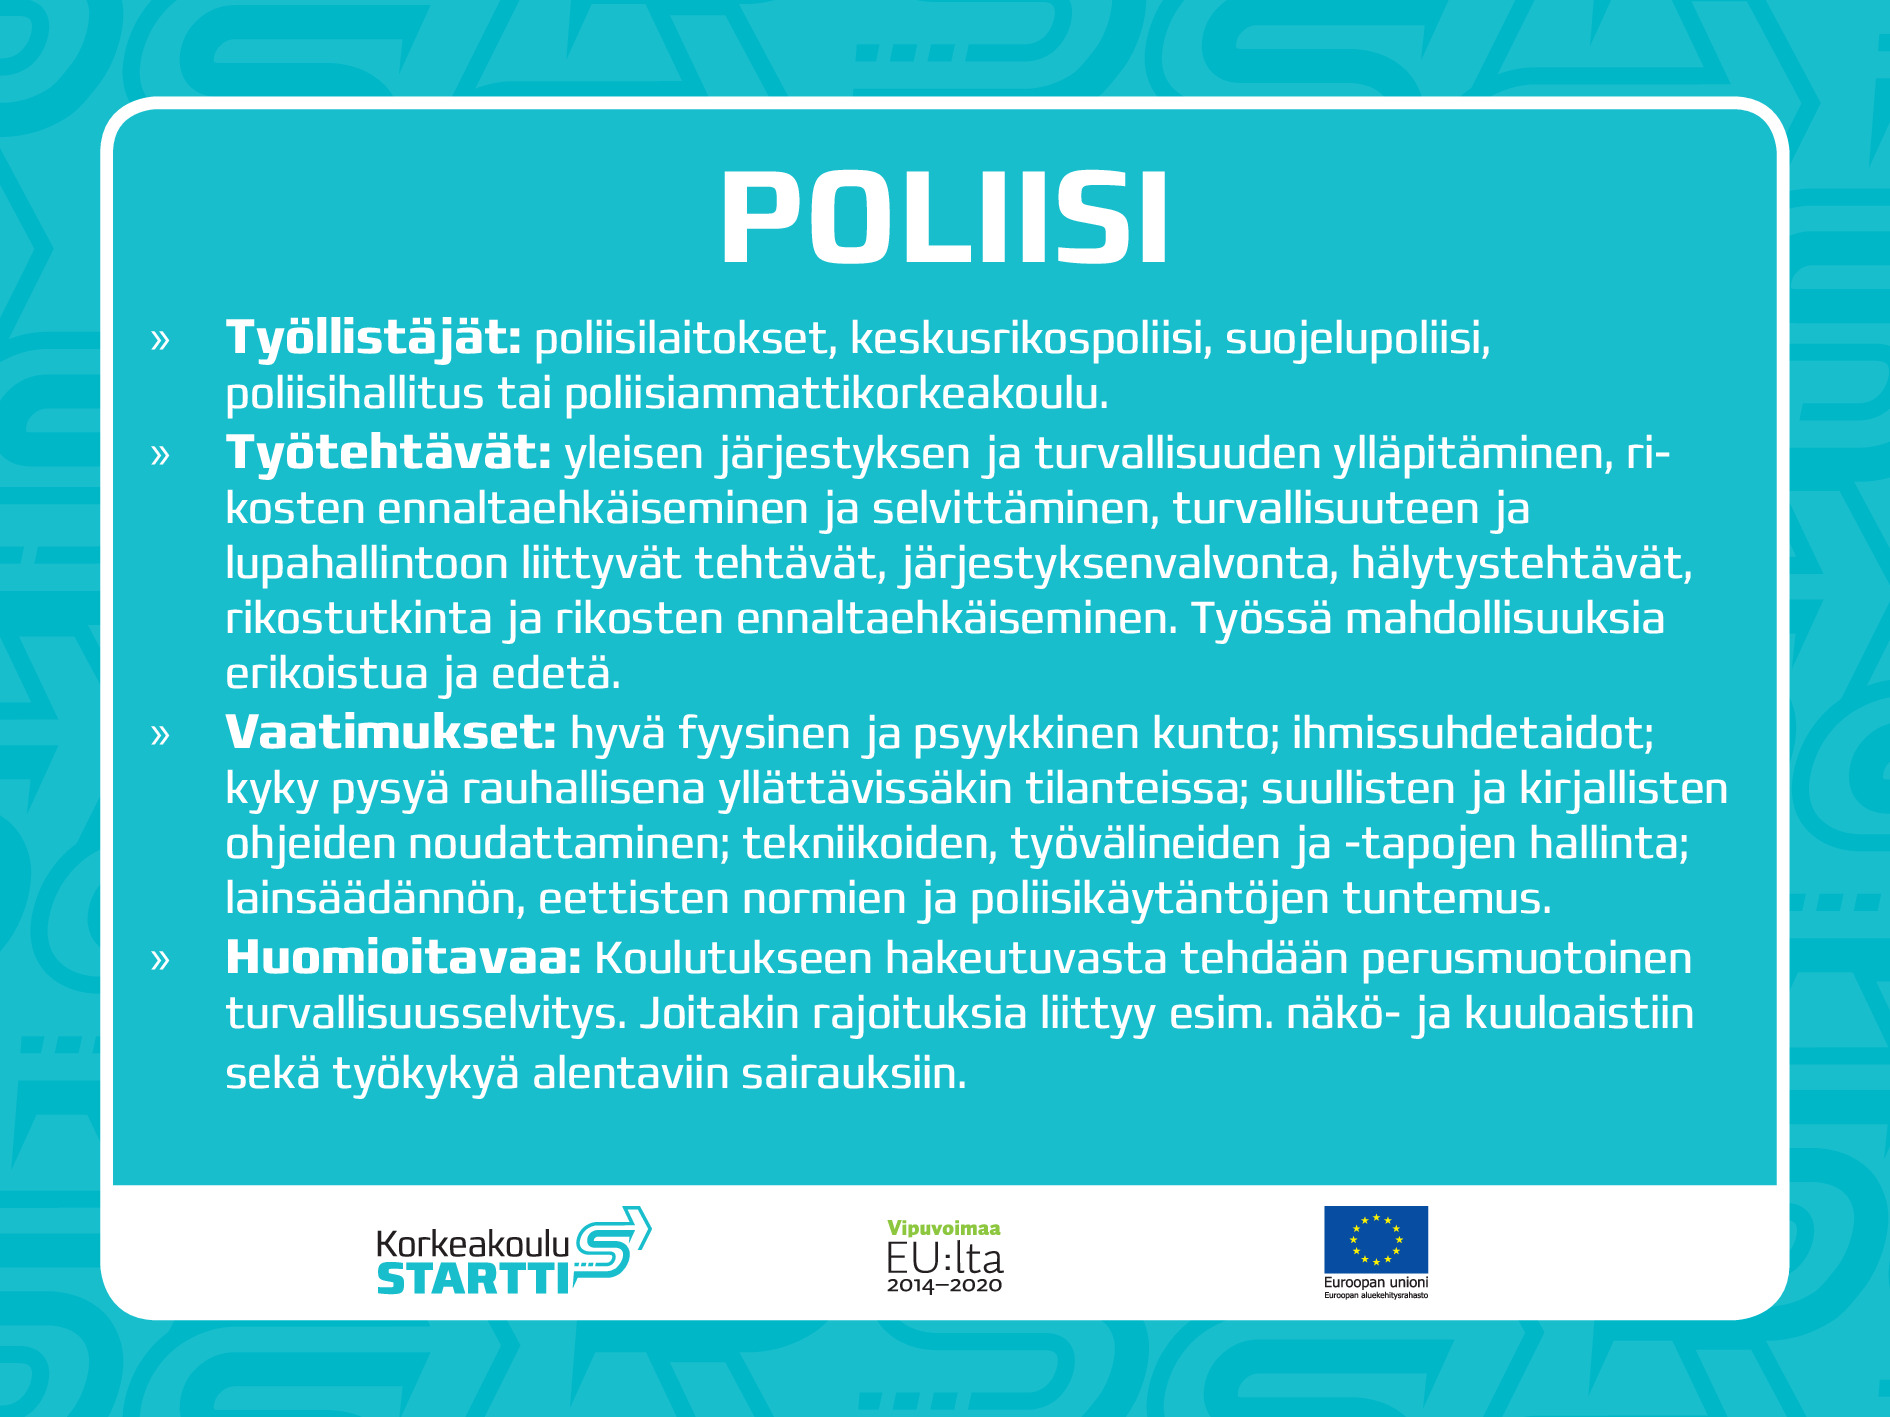 POLIISI
» Työllistäjät: poliisilaitokset, keskusrikospoliisi, suojelupoliisi,
poliisihallitus tai poliisiammattikorkeakoulu.
» Työtehtävät: yleisen järjestyksen ja turvallisuuden ylläpitäminen, ri-
kosten ennaltaehkäiseminen ja selvittäminen, turvallisuuteen ja
lupahallintoon liittyvät tehtävät, järjestyksenvalvonta, hälytystehtävät,
rikostutkinta ja rikosten ennaltaehkäiseminen. Työssä mahdollisuuksia
erikoistua ja edetä.
» Vaatimukset: hyvä fyysinen ja psyykkinen kunto; ihmissuhdetaidot;
kyky pysyä rauhallisena yllättävissäkin tilanteissa; suullisten ja kirjallisten
ohjeiden noudattaminen; tekniikoiden, työvälineiden ja -tapojen hallinta;
lainsäädännön, eettisten normien ja poliisikäytäntöjen tuntemus.
» Huomioitavaa: Koulutukseen hakeutuvasta tehdään perusmuotoinen
turvallisuusselvitys. Joitakin rajoituksia liittyy esim. näkö- ja kuuloaistiin
sekä työkykyä alentaviin sairauksiin.
Korkeakoulu
STARTTI
Vipuvoimaa
EU:lta
2014–2020
Euroopan unioni
Euroopan aluekehitysrahasto